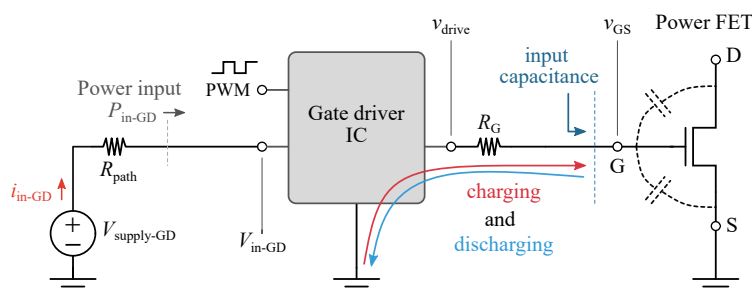 Power FET
v_drive
v_GS
D
PWM
Power input
P_in-GD
Gate driver
IC
input
capacitance
R_G
R_path
G
i_in-GD
+
−
V_supply-GD
V_in-GD
charging
and
discharging
S